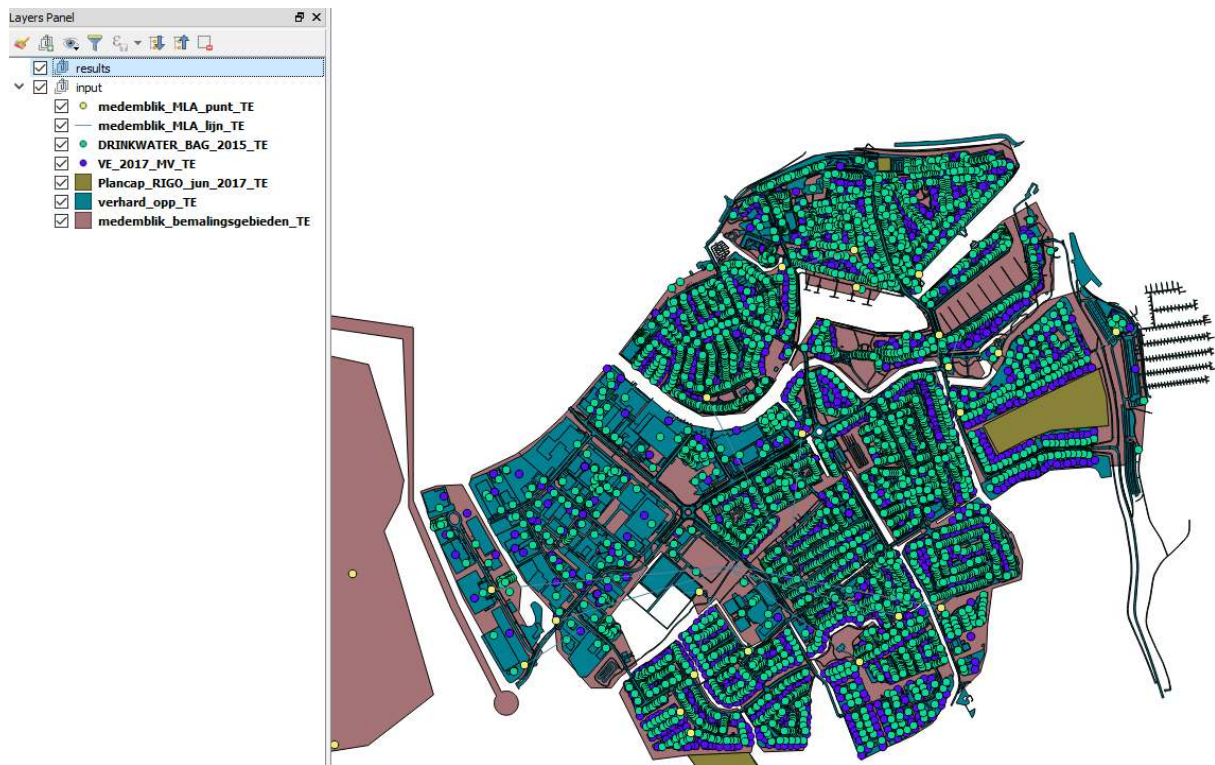 Layers Panel
results
input
medemblik_MLA_punt_TE
medemblik_MLA_lijn_TE
DRINKWATER_BAG_2015_TE
VE_2017_MV_TE
Plancap_RIGO_jun_2017_TE
verhard_opp_TE
medemblik_bemalingsgebieden_TE